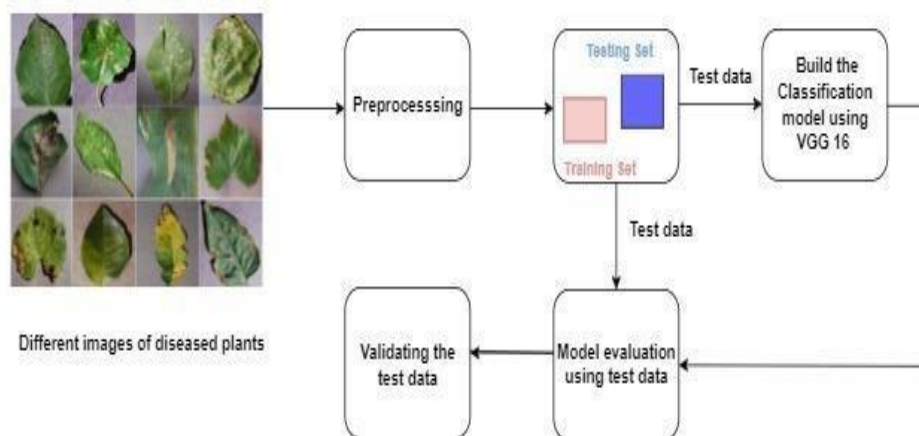 Preprocesssing
Testing Set
Training Set
Test data
Build the
Classification
model using
VGG 16
Test data
Different images of diseased plants
Validating the
test data
Model evaluation
using test data